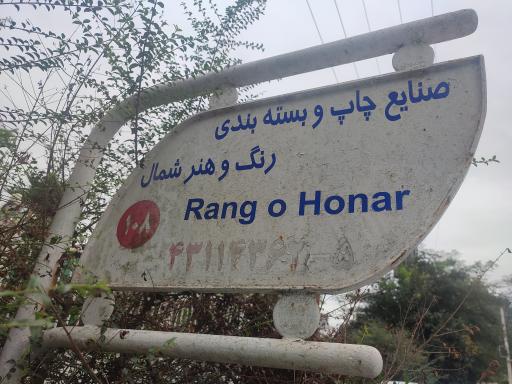 صنایع چاپ و بسته بندی
رنگ و هنر شمال
Rang o Honar
۱۰۸